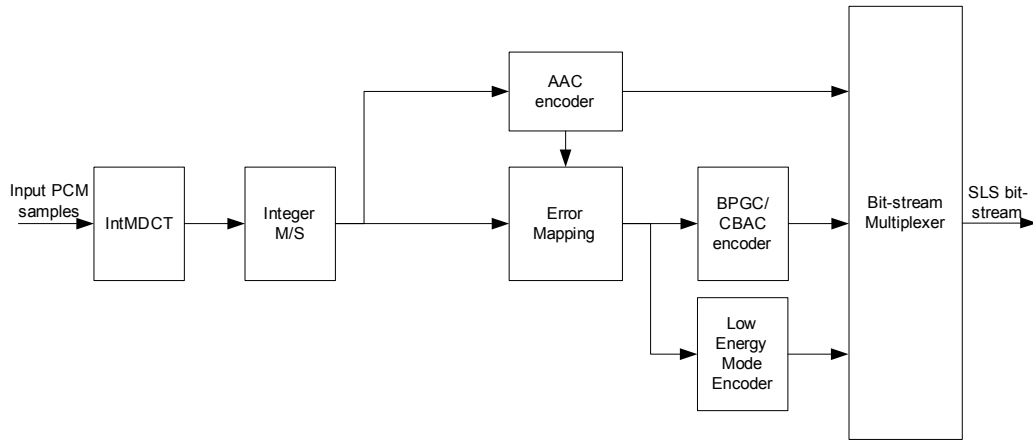 Input PCM
samples
IntMDCT
Integer
M/S
AAC
encoder
Error
Mapping
BPGC/
CBAC
encoder
Low
Energy
Mode
Encoder
Bit-stream
Multiplexer
SLS bit-
stream